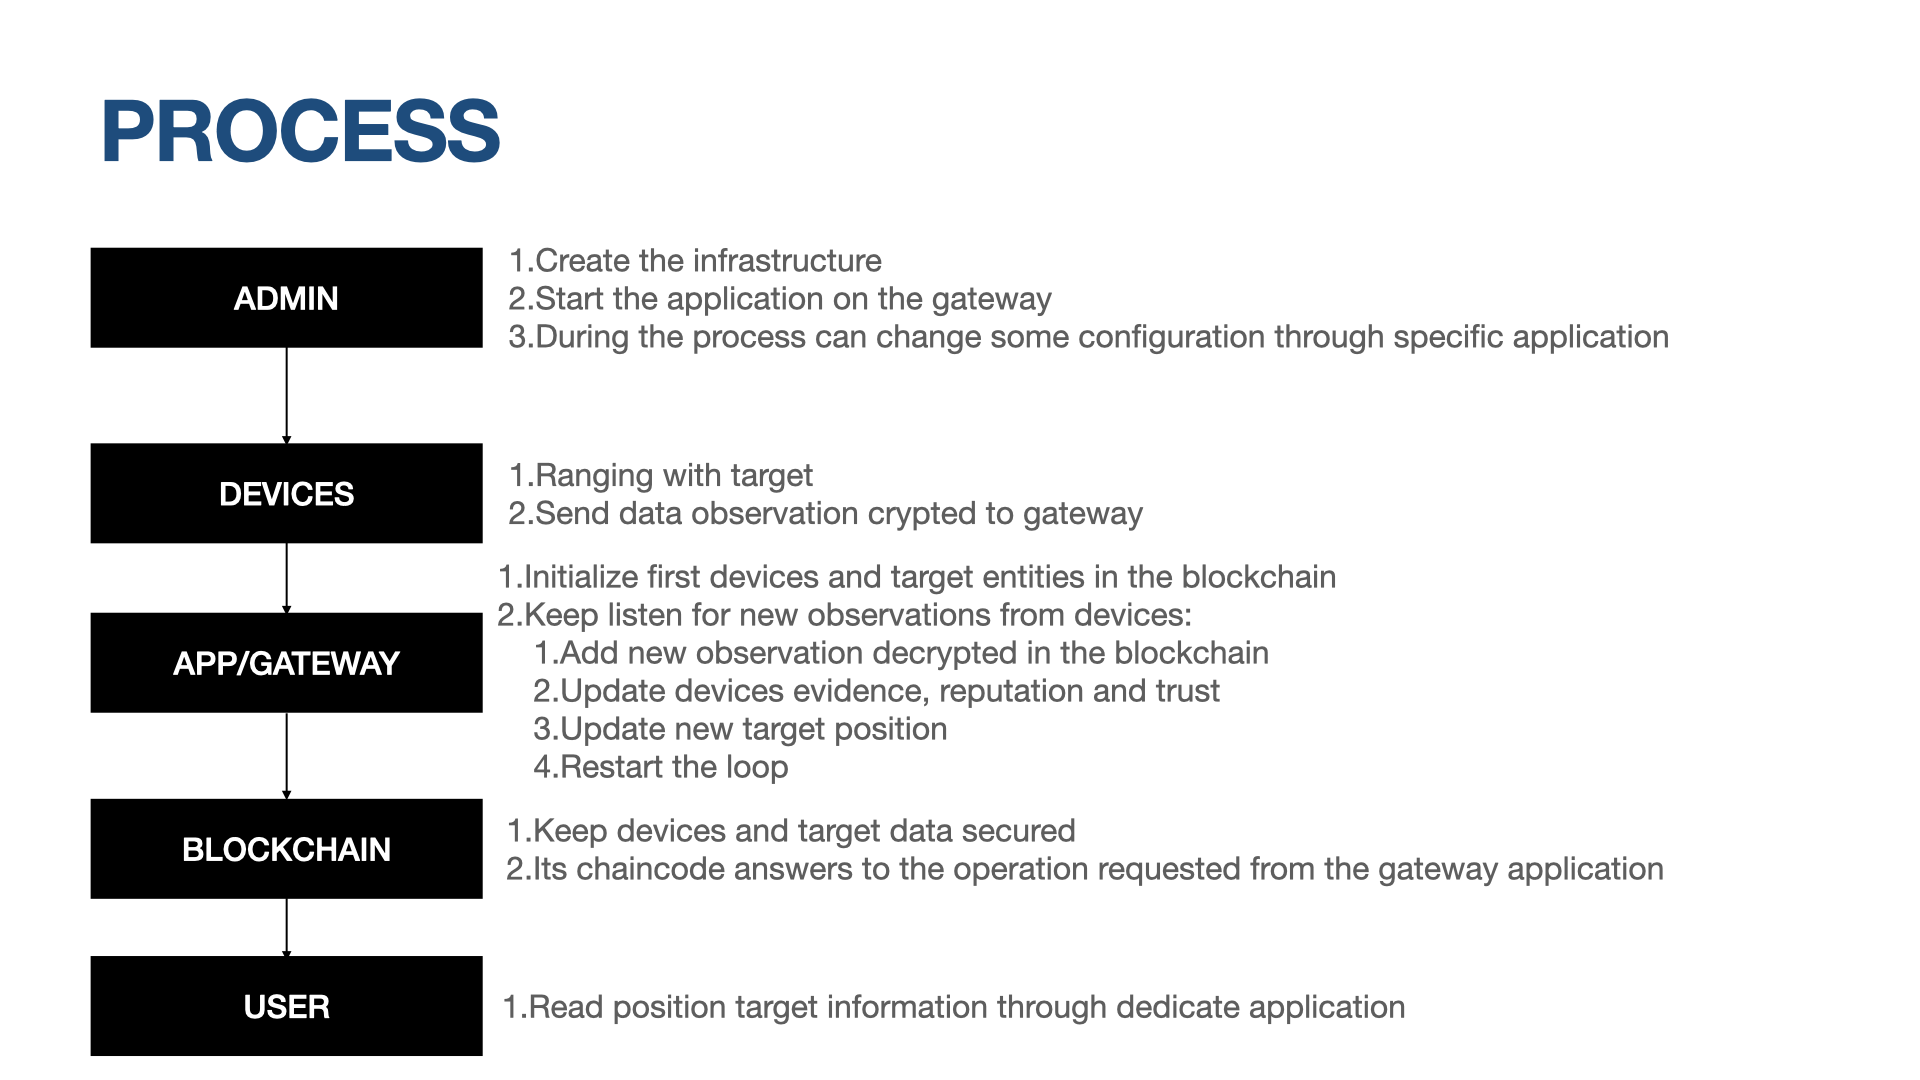 PROCESS
ADMIN
1.Create the infrastructure
2.Start the application on the gateway
3.During the process can change some configuration through specific application
DEVICES
1.Ranging with target
2.Send data observation crypted to gateway
APP/GATEWAY
1.Initialize first devices and target entities in the blockchain
2.Keep listen for new observations from devices:
1.Add new observation decrypted in the blockchain
2.Update devices evidence, reputation and trust
3.Update new target position
4.Restart the loop
BLOCKCHAIN
1.Keep devices and target data secured
2.Its chaincode answers to the operation requested from the gateway application
USER
1.Read position target information through dedicate application